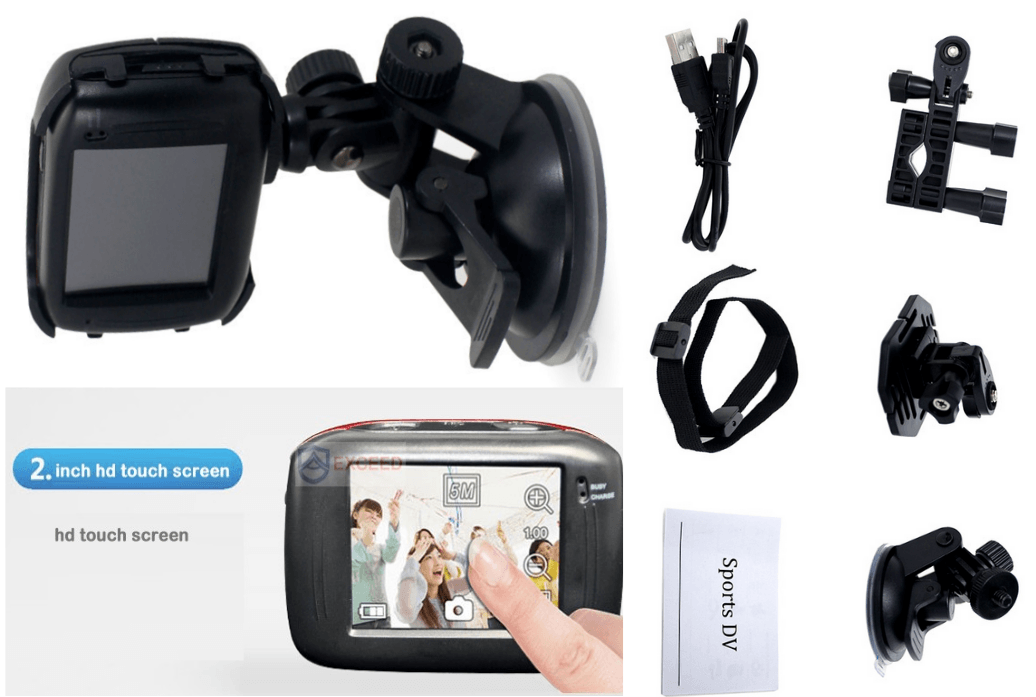 2. inch hd touch screen
hd touch screen
EXCEED
5M
BUSY
CHARGE
1.00
Sports DV